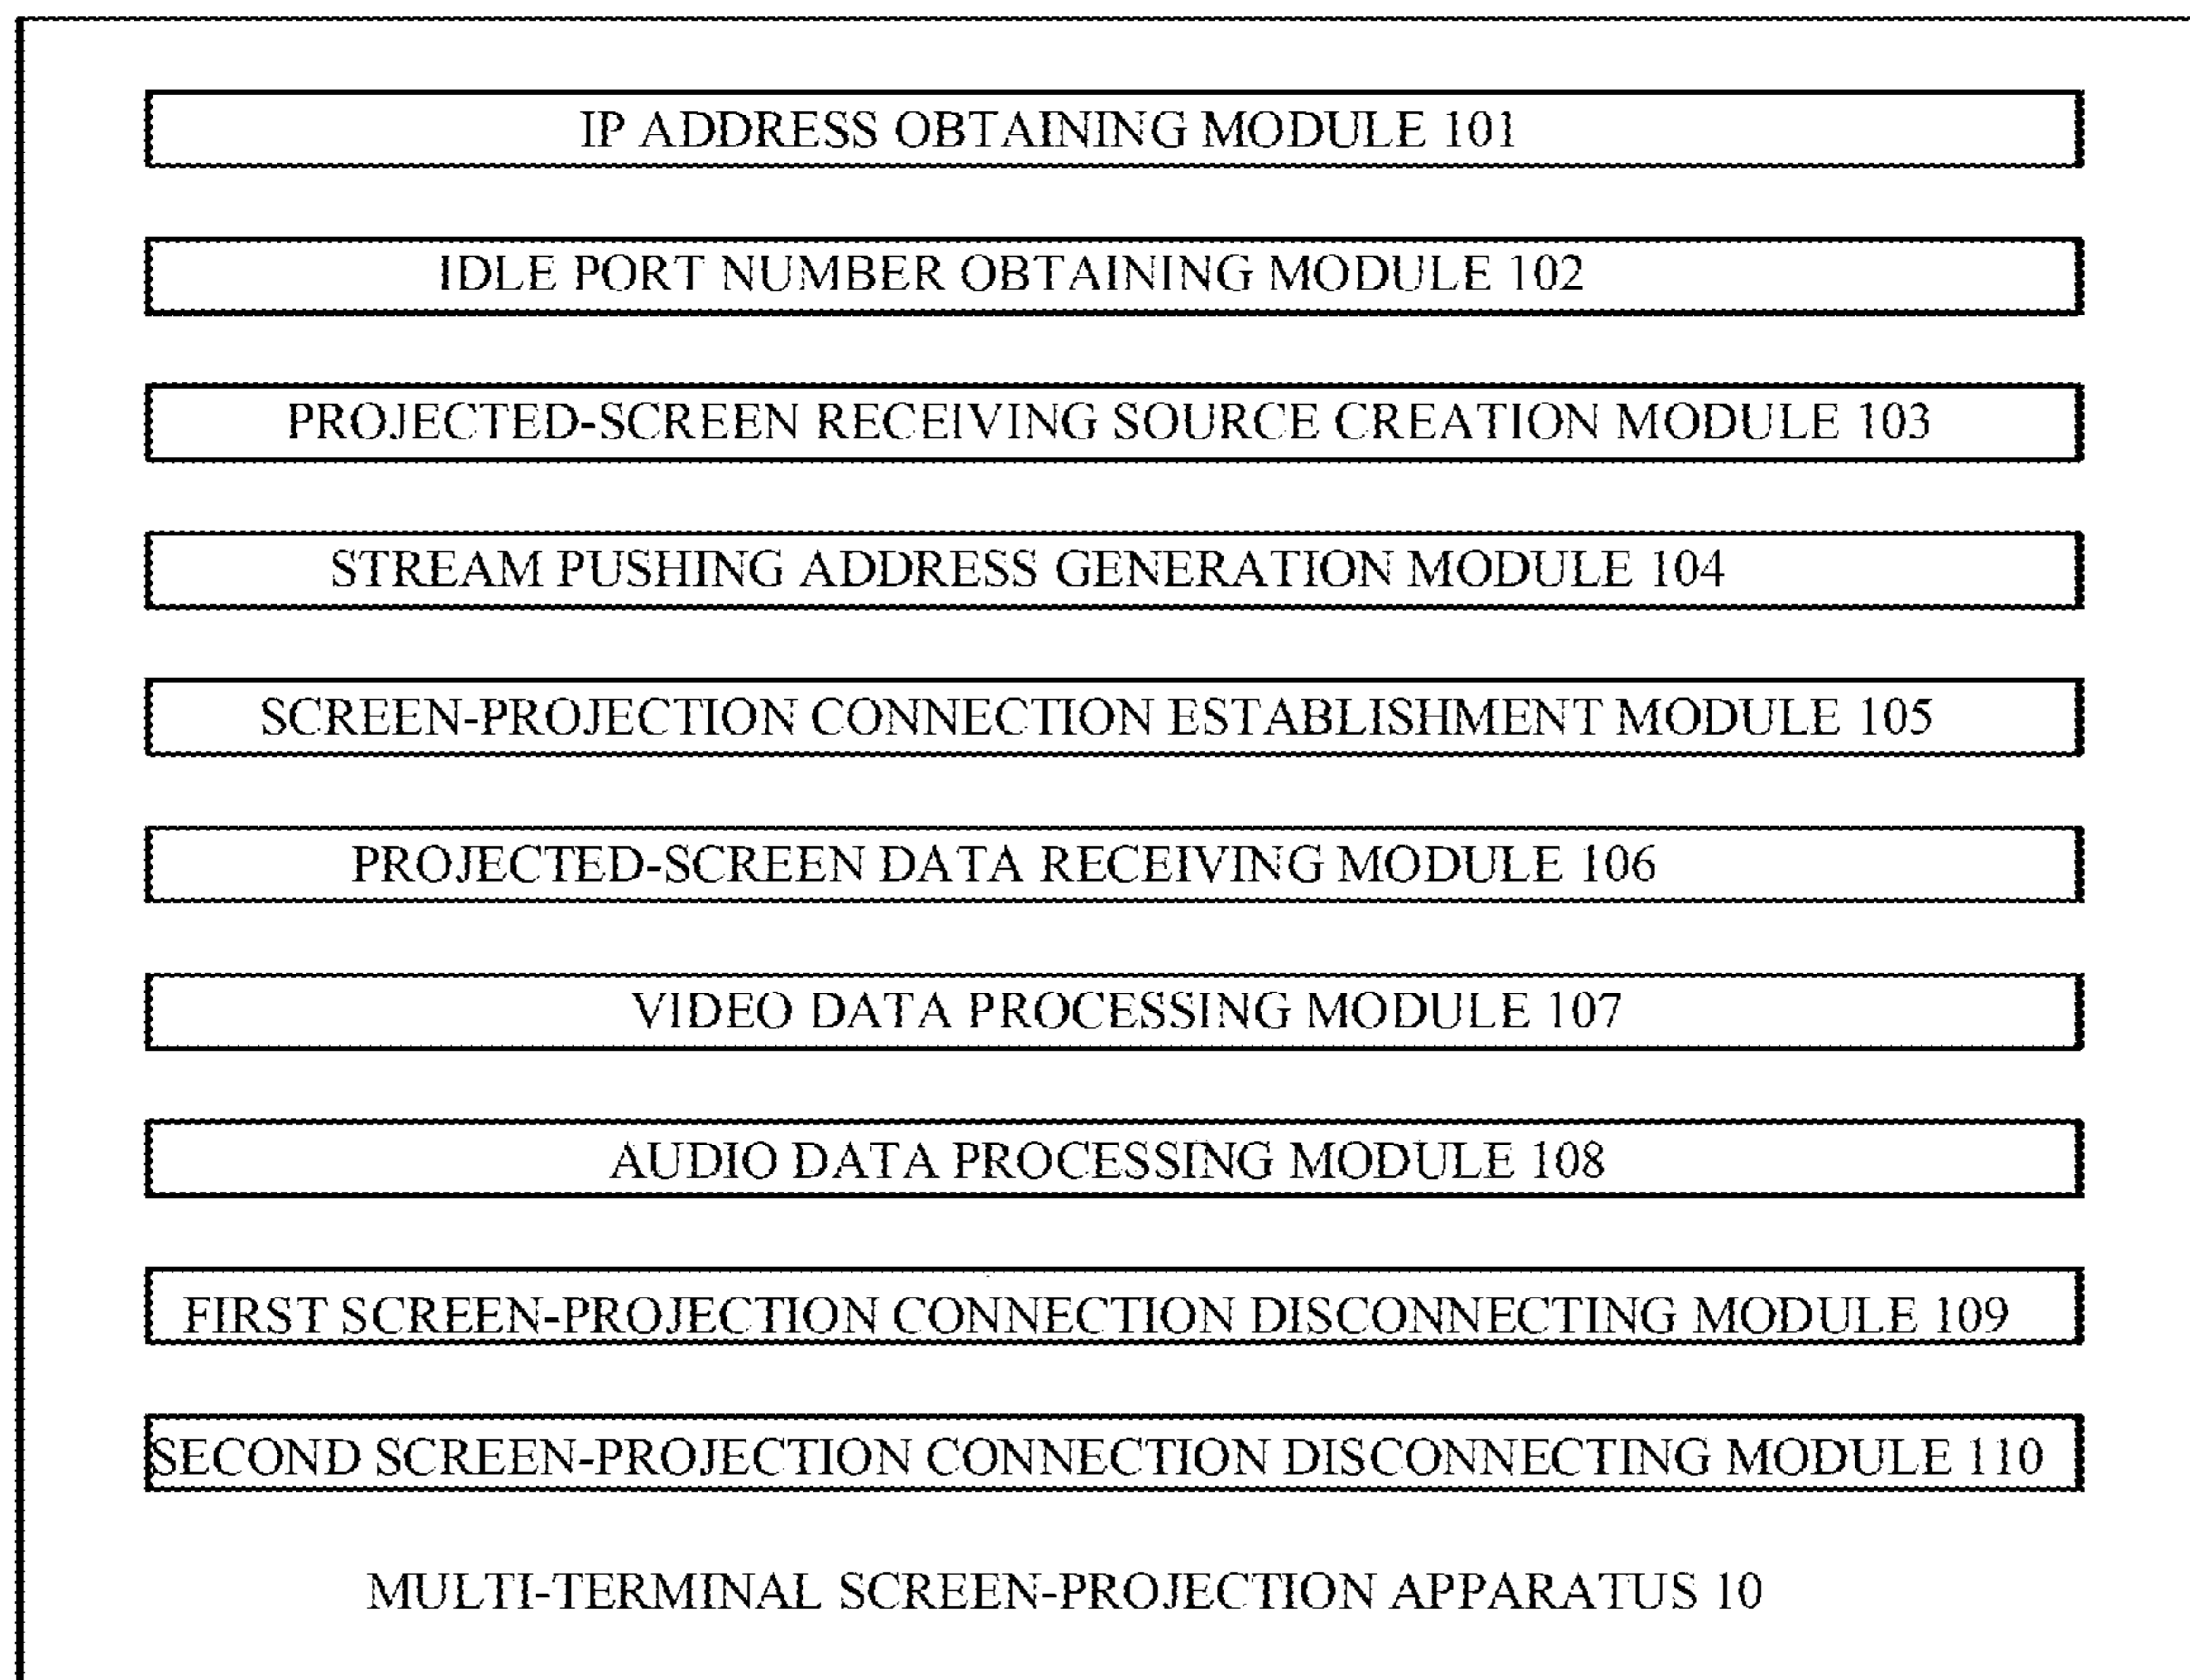 IP ADDRESS OBTAINING MODULE 101
IDLE PORT NUMBER OBTAINING MODULE 102
PROJECTED-SCREEN RECEIVING SOURCE CREATION MODULE 103
STREAM PUSHING ADDRESS GENERATION MODULE 104
SCREEN-PROJECTION CONNECTION ESTABLISHMENT MODULE 105
PROJECTED-SCREEN DATA RECEIVING MODULE 106
VIDEO DATA PROCESSING MODULE 107
AUDIO DATA PROCESSING MODULE 108
FIRST SCREEN-PROJECTION CONNECTION DISCONNECTING MODULE 109
SECOND SCREEN-PROJECTION CONNECTION DISCONNECTING MODULE 110
MULTI-TERMINAL SCREEN-PROJECTION APPARATUS 10